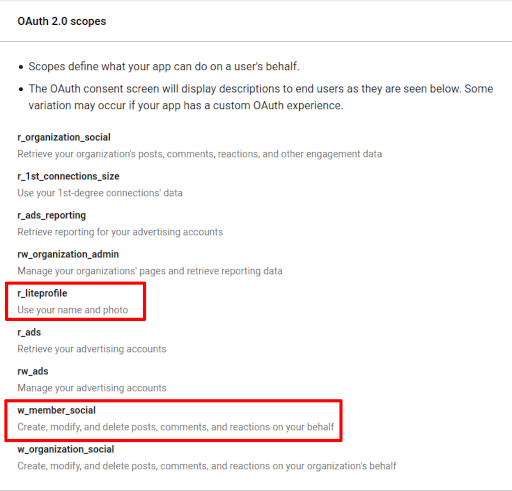 OAuth 2.0 scopes
• Scopes define what your app can do on a user's behalf.
• The OAuth consent screen will display descriptions to end users as they are seen below. Some
variation may occur if your app has a custom OAuth experience.
r_organization_social
Retrieve your organization's posts, comments, reactions, and other engagement data
r_1st_connections_size
Use your 1st-degree connections' data
r_ads_reporting
Retrieve reporting for your advertising accounts
rw_organization_admin
Manage your organizations' pages and retrieve reporting data
r_liteprofile
Use your name and photo
r_ads
Retrieve your advertising accounts
rw_ads
Manage your advertising accounts
w_member_social
Create, modify, and delete posts, comments, and reactions on your behalf
w_organization_social
Create, modify, and delete posts, comments, and reactions on your organization's behalf